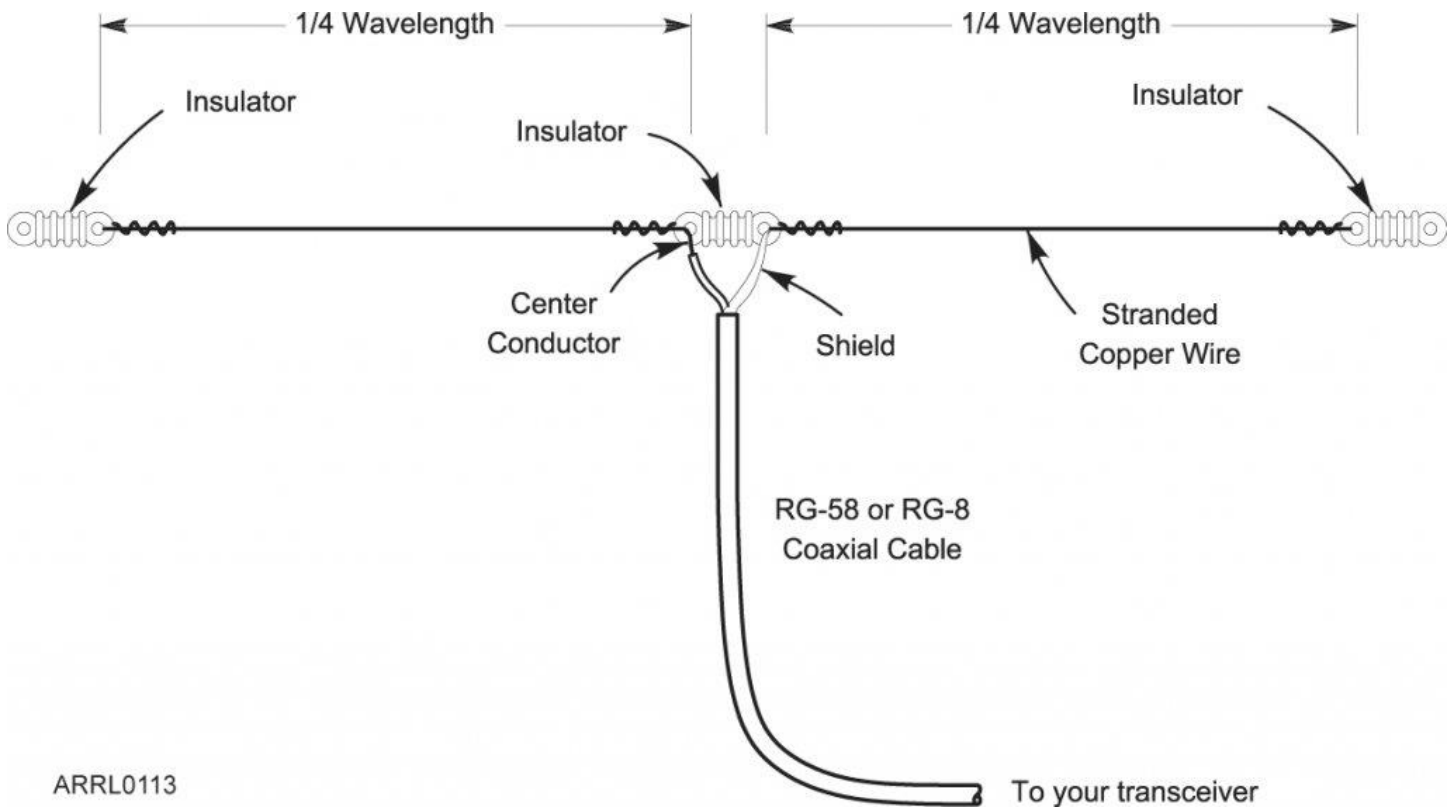 1/4 Wavelength
1/4 Wavelength
Insulator
Insulator
Insulator
Center
Conductor
Shield
Stranded
Copper Wire
RG-58 or RG-8
Coaxial Cable
ARRL0113
To your transceiver